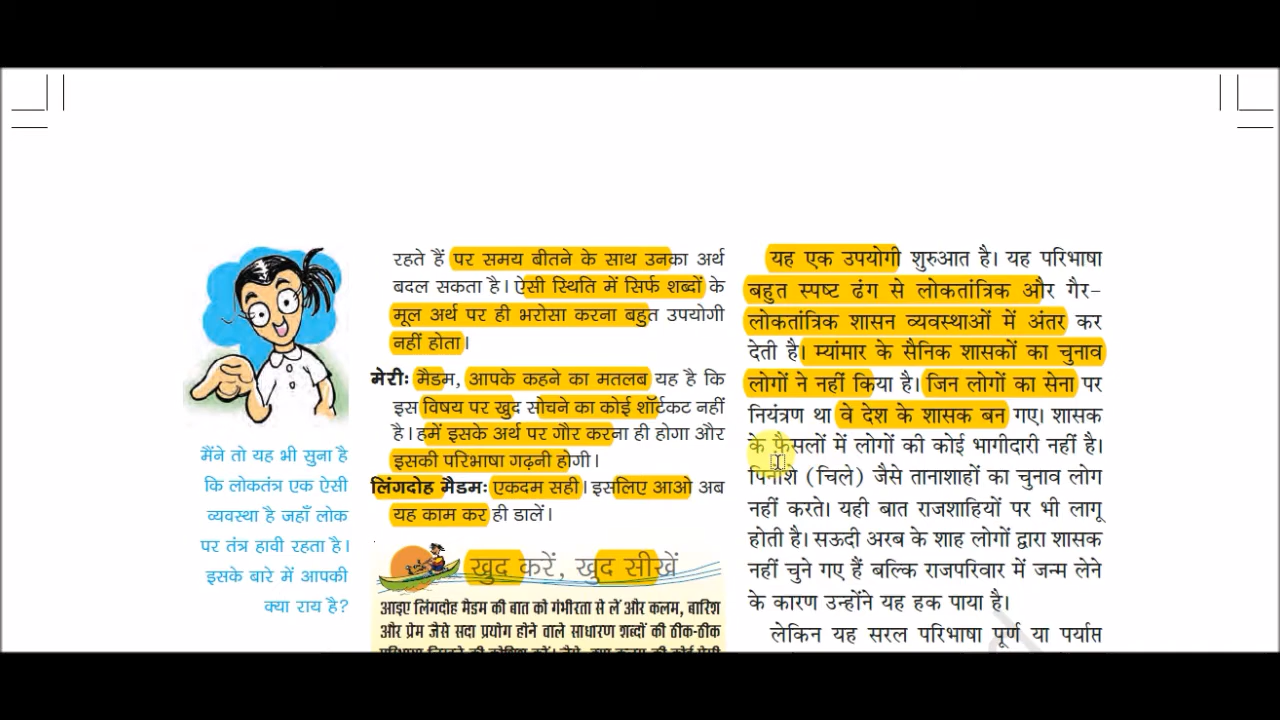 मैंने तो यह भी सुना है
कि लोकतंत्र एक ऐसी
व्यवस्था है जहाँ लोक
पर तंत्र हावी रहता है।
इसके बारे में आपकी
क्या राय है?
रहते हैं पर समय बीतने के साथ उनका अर्थ
बदल सकता है। ऐसी स्थिति में सिर्फ शब्दों के
मूल अर्थ पर ही भरोसा करना बहुत उपयोगी
नहीं होता।
मेरीः मैडम, आपके कहने का मतलब यह है कि
इस विषय पर खुद सोचने का कोई शॉर्टकट नहीं
है। हमें इसके अर्थ पर गौर करना ही होगा और
इसकी परिभाषा गढ़नी होगी।
लिंगदोह मैडमः एकदम सही। इसलिए आओ अब
यह काम कर ही डालें।
खुद करें, खुद सीखें
आइए लिंगदोह मैडम की बात को गंभीरता से लें और कलम, बारिश
और प्रेम जैसे सदा प्रयोग होने वाले साधारण शब्दों की ठीक-ठीक
यह एक उपयोगी शुरुआत है। यह परिभाषा
बहुत स्पष्ट ढंग से लोकतांत्रिक और गैर-
लोकतांत्रिक शासन व्यवस्थाओं में अंतर कर
देती है। म्यांमार के सैनिक शासकों का चुनाव
लोगों ने नहीं किया है। जिन लोगों का सेना पर
नियंत्रण था वे देश के शासक बन गए। शासक
के फ़ैसलों में लोगों की कोई भागीदारी नहीं है।
पिनोशे (चिले) जैसे तानाशाहों का चुनाव लोग
नहीं करते। यही बात राजशाहियों पर भी लागू
होती है। सऊदी अरब के शाह लोगों द्वारा शासक
नहीं चुने गए हैं बल्कि राजपरिवार में जन्म लेने
के कारण उन्होंने यह हक पाया है।
लेकिन यह सरल परिभाषा पूर्ण या पर्याप्त